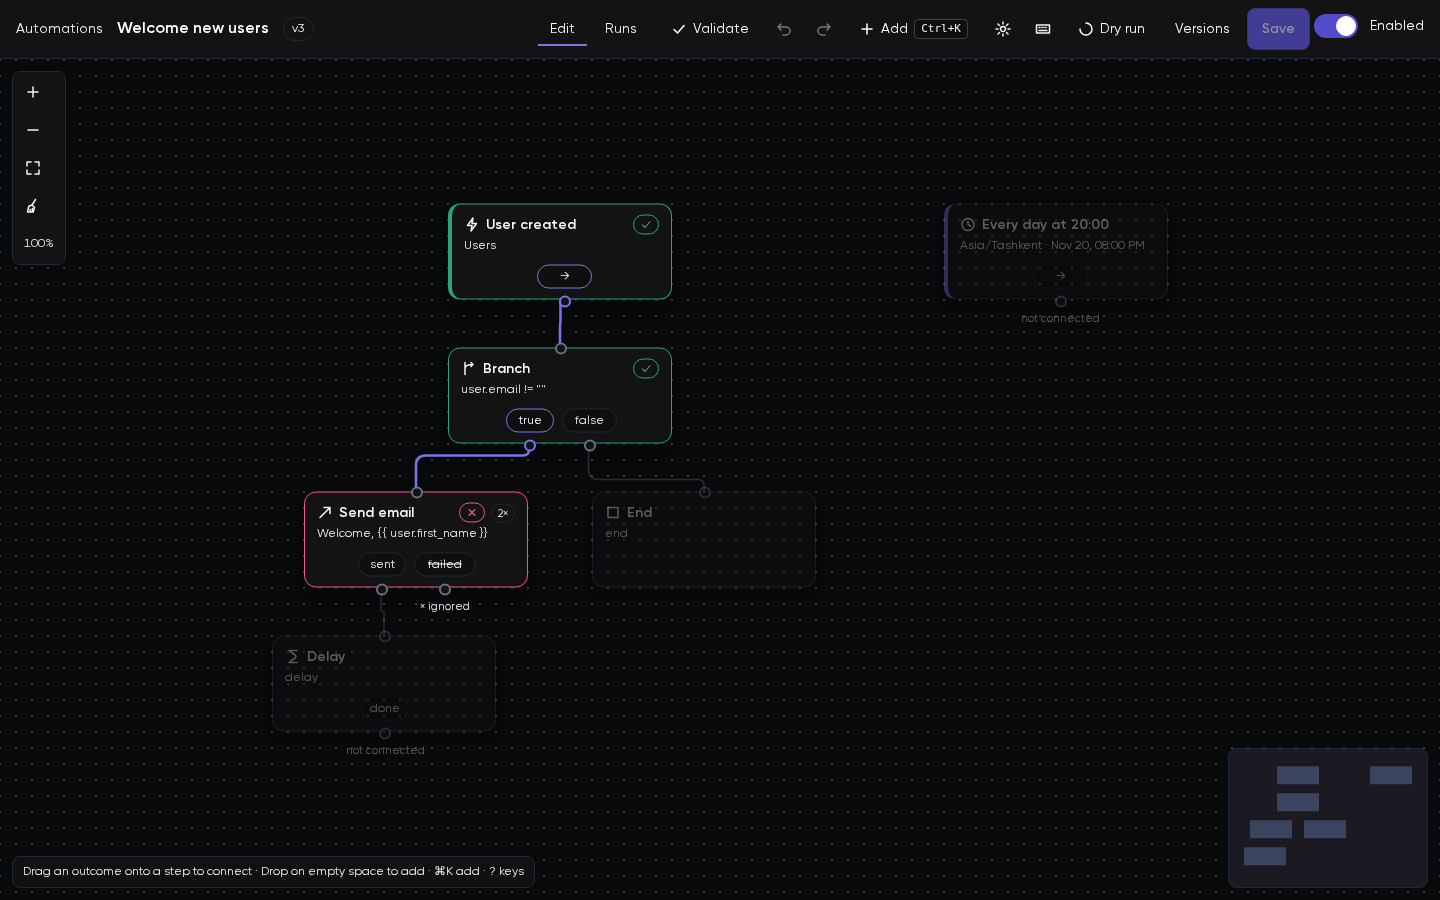 Automations Welcome new users v3 Edit Runs Validate Add Ctrl+K Dry run Versions Save Enabled
100%
User created
Users
Every day at 20:00
Asia/Tashkent · Nov 20, 08:00 PM
not connected
Branch
user.email != ""
true false
Send email 2×
Welcome, {{ user.first_name }}
sent failed
× ignored
End
end
Delay
delay
done
not connected
Drag an outcome onto a step to connect · Drop on empty space to add · ⌘K add · ? keys